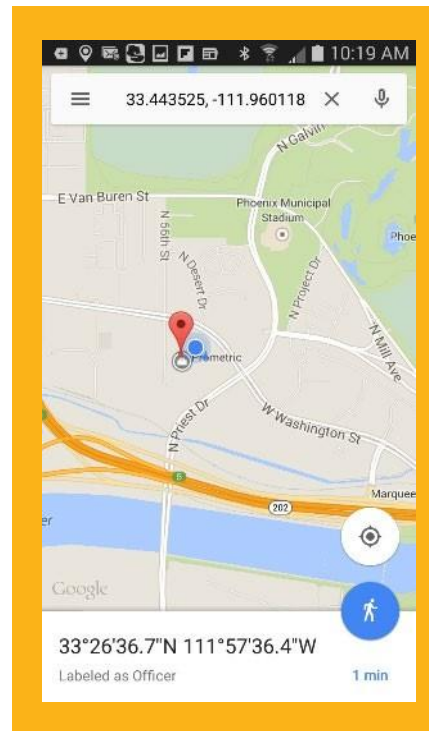 10:19 AM
33.443525, -111.960118
N Galvin
E Van Buren St
Phoenix Municipal
Stadium
Phoe
N 56th St
N Desert Dr
N Project Dr
N Mill Ave
Prometric
W Washington St
N Priest Dr
202
Marquee
er
Google
33°26'36.7"N 111°57'36.4"W
Labeled as Officer
1 min